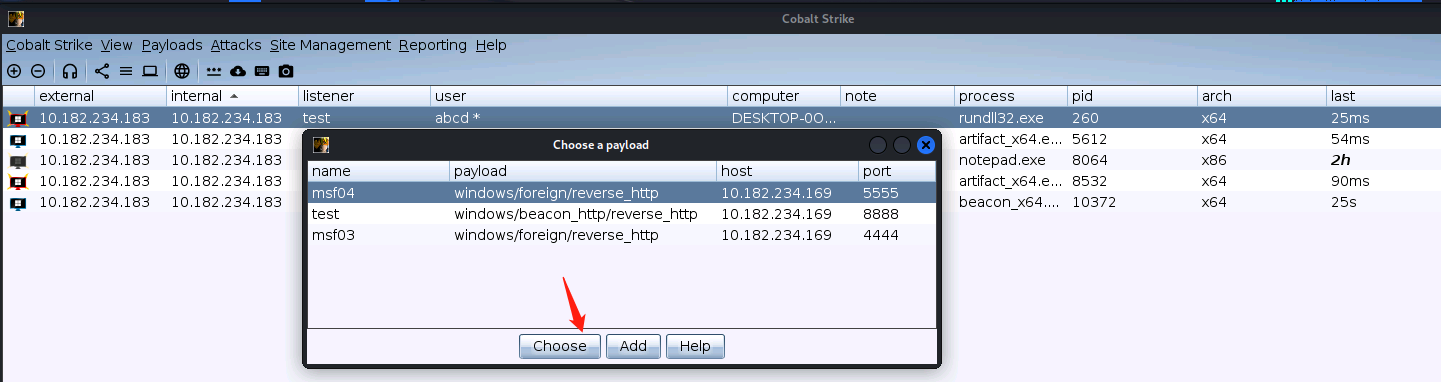 Cobalt Strike
Cobalt Strike View Payloads Attacks Site Management Reporting Help
external internal listener user computer note process pid arch last
10.182.234.183 10.182.234.183 test abcd * DESKTOP-0O... rundll32.exe 260 x64 25ms
10.182.234.183 10.182.234.183 artifact_x64.e... 5612 x64 54ms
10.182.234.183 10.182.234.183 notepad.exe 8064 x86 2h
10.182.234.183 10.182.234.183 artifact_x64.e... 8532 x64 90ms
10.182.234.183 10.182.234.183 beacon_x64.... 10372 x64 25s
Choose a payload
name payload host port
msf04 windows/foreign/reverse_http 10.182.234.169 5555
test windows/beacon_http/reverse_http 10.182.234.169 8888
msf03 windows/foreign/reverse_http 10.182.234.169 4444
Choose Add Help